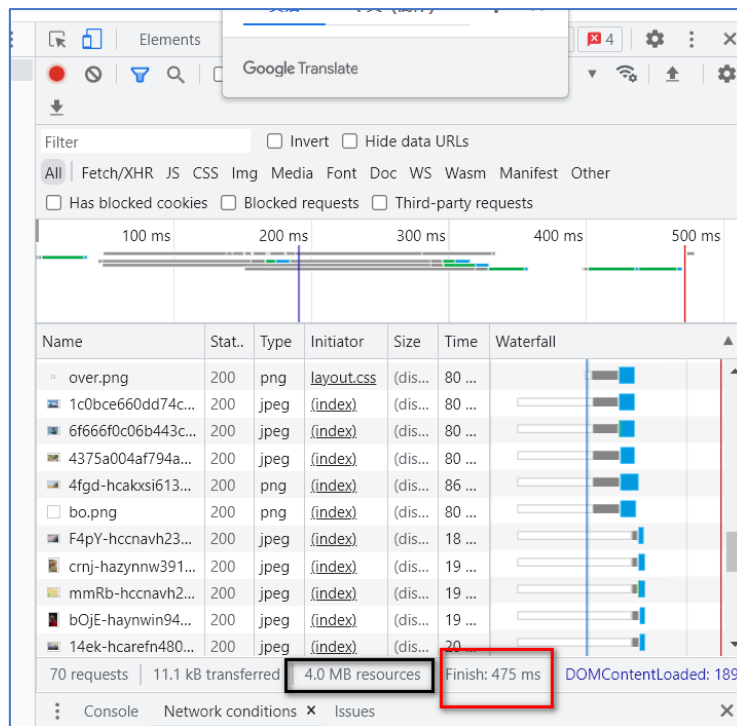 Elements
4
Google Translate
Filter Invert Hide data URLs
All Fetch/XHR JS CSS Img Media Font Doc WS Wasm Manifest Other
Has blocked cookies Blocked requests Third-party requests
100 ms 200 ms 300 ms 400 ms 500 ms
Name Stat.. Type Initiator Size Time Waterfall
over.png 200 png layout.css (dis... 80 ...
1c0bce660dd74c... 200 jpeg (index) (dis... 80 ...
6f666f0c06b443c... 200 jpeg (index) (dis... 80 ...
4375a004af794a... 200 jpeg (index) (dis... 80 ...
4fgd-hcakxsi613... 200 png (index) (dis... 86 ...
bo.png 200 png (index) (dis... 80 ...
F4pY-hccnavh23... 200 jpeg (index) (dis... 18 ...
crnj-hazynnw391... 200 jpeg (index) (dis... 19 ...
mmRb-hccnavh2... 200 jpeg (index) (dis... 19 ...
bOjE-haynwin94... 200 jpeg (index) (dis... 19 ...
14ek-hcarefn480... 200 jpeg (index) (dis... 20 ...
70 requests 11.1 kB transferred 4.0 MB resources Finish: 475 ms DOMContentLoaded: 189
Console Network conditions Issues